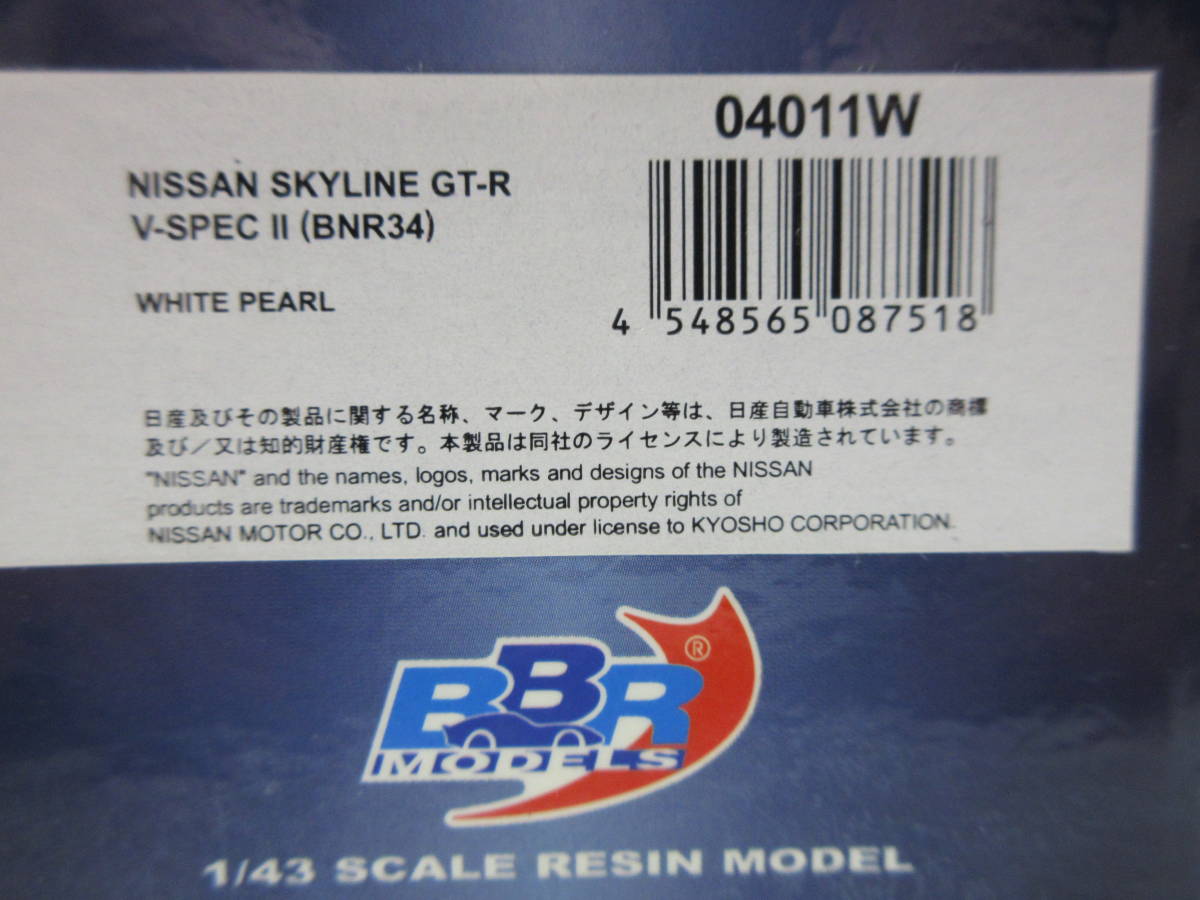 04011W
NISSAN SKYLINE GT-R
V-SPEC II (BNR34)
WHITE PEARL
4 548565 087518
日産及びその製品に関する名称、マーク、デザイン等は、日産自動車株式会社の商標
及び／又は知的財産権です。本製品は同社のライセンスにより製造されています。
"NISSAN" and the names, logos, marks and designs of the NISSAN
products are trademarks and/or intellectual property rights of
NISSAN MOTOR CO., LTD. and used under license to KYOSHO CORPORATION.
BBR®
MODELS
1/43 SCALE RESIN MODEL